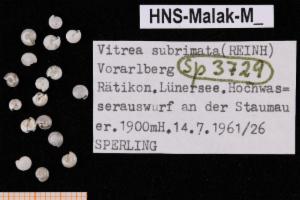 HNS-Malak-M_
Vitrea subrimata(REINH)
Vorarlberg Sp 3729
Rätikon,Lünersee.Hochwas=
serauswurf an der Staumau
er.1900mH.14.7.1961/26
SPERLING